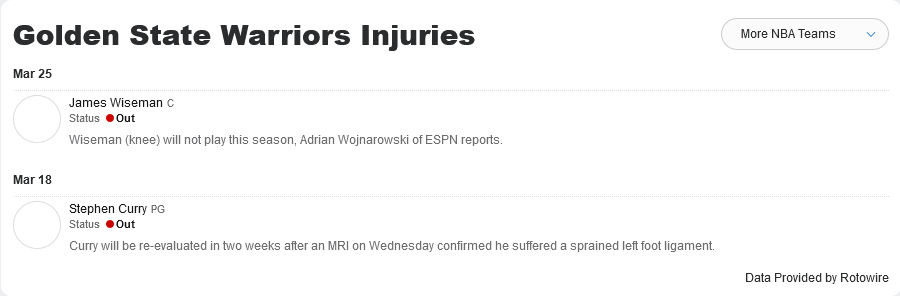 Golden State Warriors Injuries
More NBA Teams
Mar 25
James Wiseman C
Status Out
Wiseman (knee) will not play this season, Adrian Wojnarowski of ESPN reports.
Mar 18
Stephen Curry PG
Status Out
Curry will be re-evaluated in two weeks after an MRI on Wednesday confirmed he suffered a sprained left foot ligament.
Data Provided by Rotowire